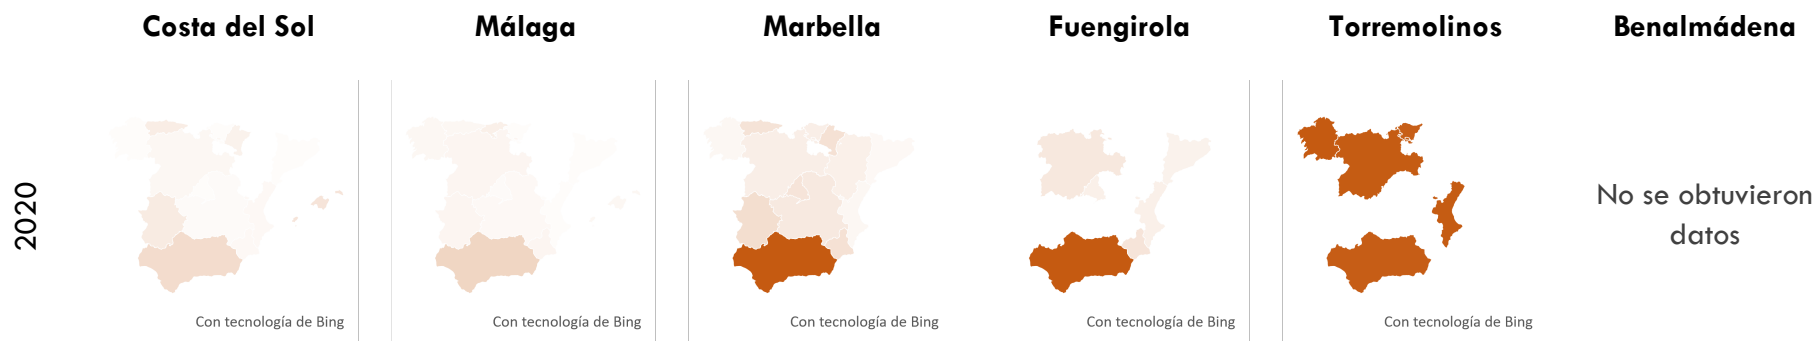 Costa del Sol
Málaga
Marbella
Fuengirola
Torremolinos
Benalmádena
2020
No se obtuvieron
datos
Con tecnología de Bing
Con tecnología de Bing
Con tecnología de Bing
Con tecnología de Bing
Con tecnología de Bing